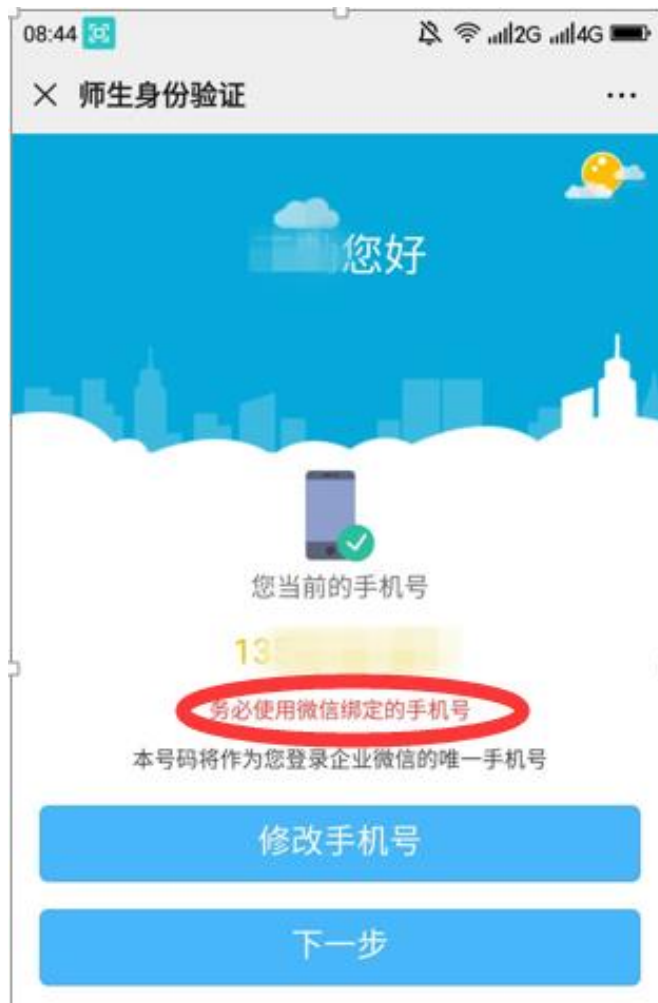 08:44 2G 4G
师生身份验证
您好
您当前的手机号
13
务必使用微信绑定的手机号
本号码将作为您登录企业微信的唯一手机号
修改手机号
下一步